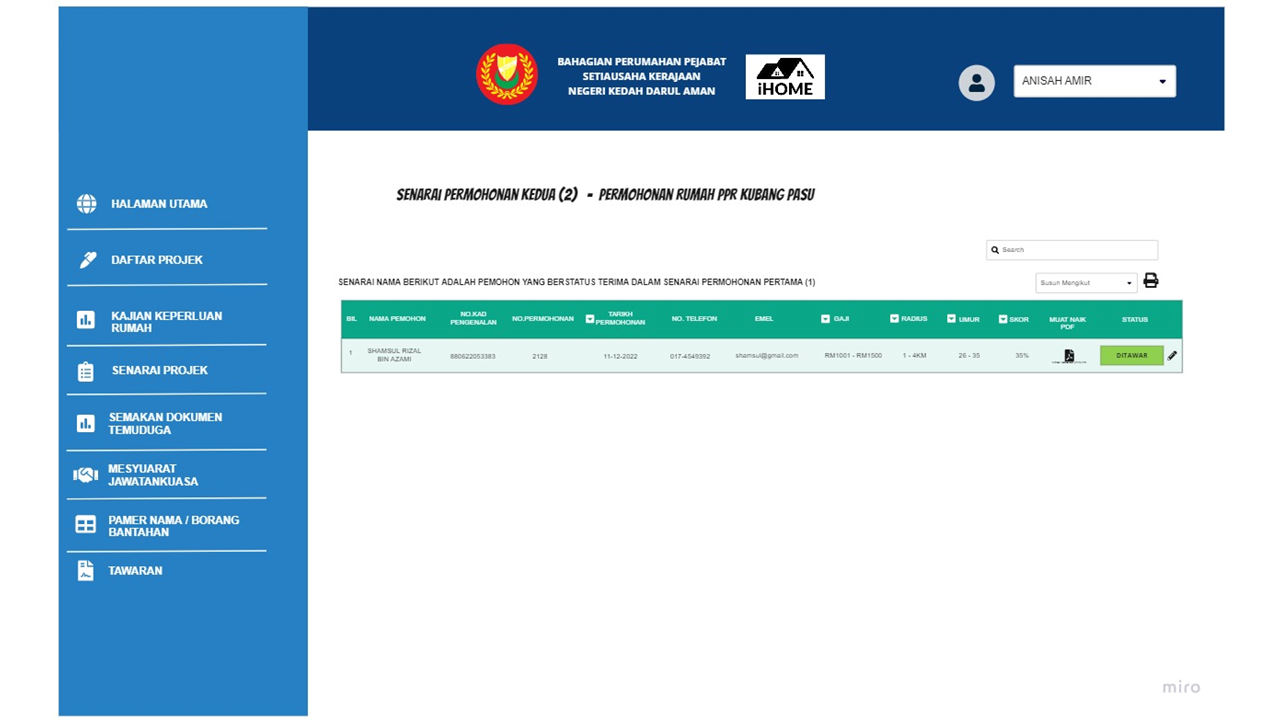 BAHAGIAN PERUMAHAN PEJABAT
SETIAUSAHA KERAJAAN
NEGERI KEDAH DARUL AMAN
iHOME
ANISAH AMIR
HALAMAN UTAMA
DAFTAR PROJEK
KAJIAN KEPERLUAN
RUMAH
SENARAI PROJEK
SEMAKAN DOKUMEN
TEMUDUGA
MESYUARAT
JAWATANKUASA
PAMER NAMA / BORANG
BANTAHAN
TAWARAN
SENARAI PERMOHONAN KEDUA (2) - PERMOHONAN RUMAH PPR KUBANG PASU
Search
SENARAI NAMA BERIKUT ADALAH PEMOHON YANG BERSTATUS TERIMA DALAM SENARAI PERMOHONAN PERTAMA (1)
Susun Mengikut
BIL
NAMA PEMOHON
NO.KAD
PENGENALAN
NO.PERMOHONAN
TARIKH
PERMOHONAN
NO. TELEFON
EMEL
GAJI
RADIUS
UMUR
SKOR
MUAT NAIK
PDF
STATUS
1
SHAMSUL RIZAL
BIN AZAMI
880622053383
2128
11-12-2022
017-4549392
shamsul@gmail.com
RM1001 - RM1500
1 - 4KM
26 - 35
35%
DITAWAR
miro